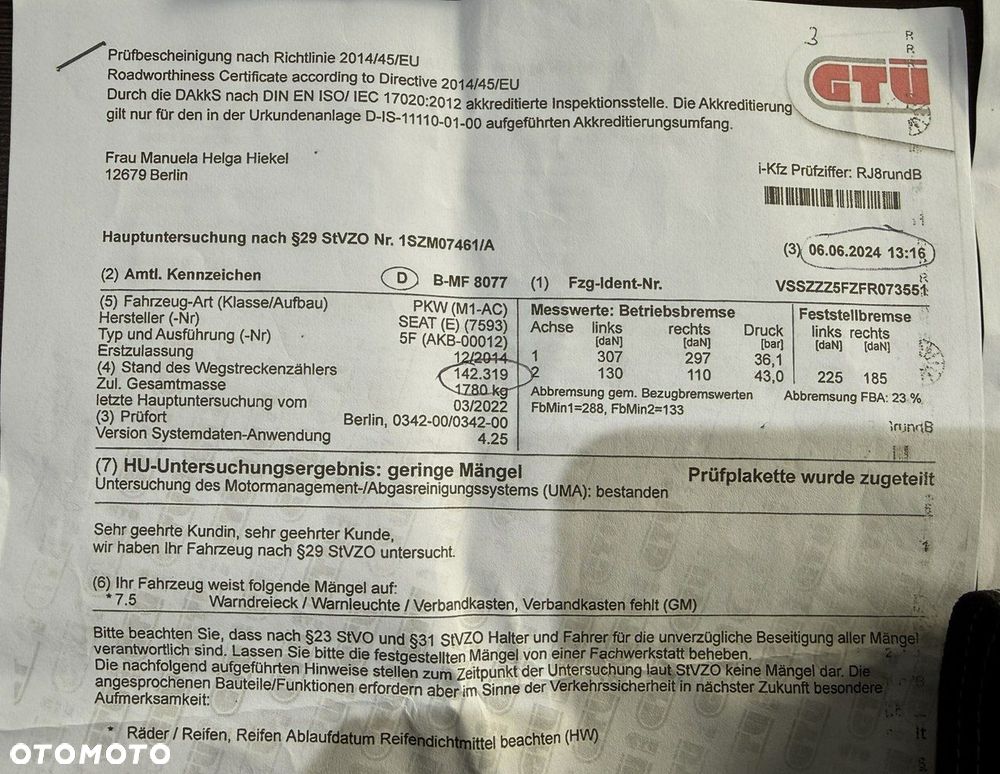 3
GTÜ
Prüfbescheinigung nach Richtlinie 2014/45/EU
Roadworthiness Certificate according to Directive 2014/45/EU
Durch die DAkkS nach DIN EN ISO/ IEC 17020:2012 akkreditierte Inspektionsstelle. Die Akkreditierung
gilt nur für den in der Urkundenanlage D-IS-11110-01-00 aufgeführten Akkreditierungsumfang.
Frau Manuela Helga Hiekel
12679 Berlin
i-Kfz Prüfziffer: RJ8rundB
Hauptuntersuchung nach §29 StVZO Nr. 1SZM07461/A
(3) 06.06.2024 13:16
(2) Amtl. Kennzeichen D B-MF 8077 (1) Fzg-Ident-Nr. VSSZZZ5FZFR073551
(5) Fahrzeug-Art (Klasse/Aufbau) PKW (M1-AC)
Hersteller (-Nr) SEAT (E) (7593)
Typ und Ausführung (-Nr) 5F (AKB-00012)
Erstzulassung 12/2014
(4) Stand des Wegstreckenzählers 142.319
Zul. Gesamtmasse 1780 kg
letzte Hauptuntersuchung vom 03/2022
(3) Prüfort Berlin, 0342-00/0342-00
Version Systemdaten-Anwendung 4.25
Messwerte: Betriebsbremse Feststellbremse
Achse links rechts Druck links rechts
[daN] [daN] [bar] [daN] [daN]
1 307 297 36,1
2 130 110 43,0 225 185
Abbremsung gem. Bezugbremswerten Abbremsung FBA: 23 %
FbMin1=288, FbMin2=133
(7) HU-Untersuchungsergebnis: geringe Mängel Prüfplakette wurde zugeteilt
Untersuchung des Motormanagement-/Abgasreinigungssystems (UMA): bestanden
Sehr geehrte Kundin, sehr geehrter Kunde,
wir haben Ihr Fahrzeug nach §29 StVZO untersucht.
(6) Ihr Fahrzeug weist folgende Mängel auf:
*7.5 Warndreieck / Warnleuchte / Verbandkasten, Verbandkasten fehlt (GM)
Bitte beachten Sie, dass nach §23 StVO und §31 StVZO Halter und Fahrer für die unverzügliche Beseitigung aller Mängel
verantwortlich sind. Lassen Sie bitte die festgestellten Mängel von einer Fachwerkstatt beheben.
Die nachfolgend aufgeführten Hinweise stellen zum Zeitpunkt der Untersuchung laut StVZO keine Mängel dar. Die
angesprochenen Bauteile/Funktionen erfordern aber im Sinne der Verkehrssicherheit in nächster Zukunft besondere
Aufmerksamkeit:
* Räder / Reifen, Reifen Ablaufdatum Reifendichtmittel beachten (HW)
OTOMOTO